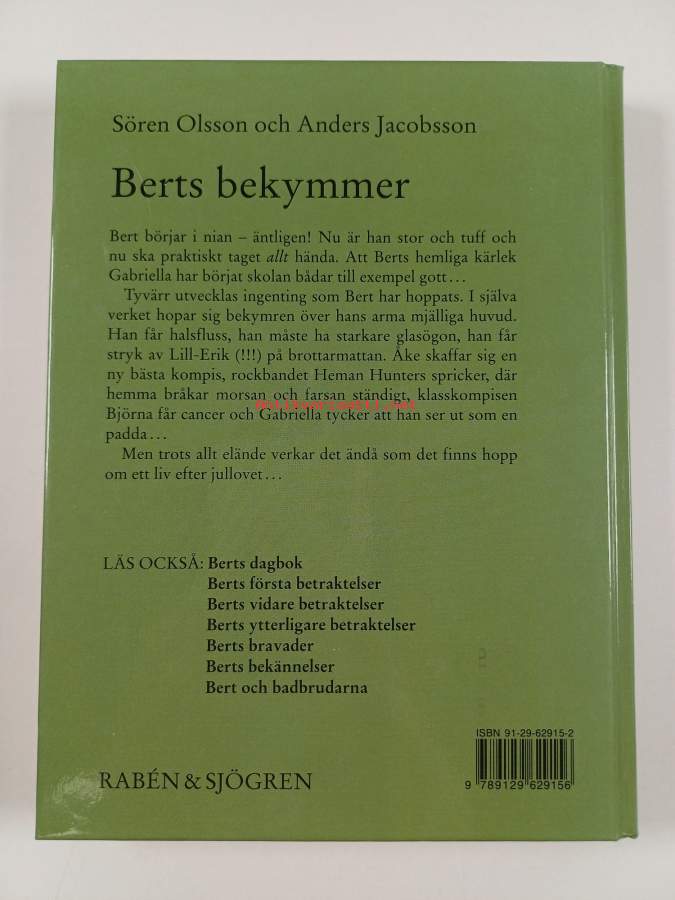 Sören Olsson och Anders Jacobsson
Berts bekymmer
Bert börjar i nian – äntligen! Nu är han stor och tuff och
nu ska praktiskt taget allt hända. Att Berts hemliga kärlek
Gabriella har börjat skolan bådar till exempel gott...
Tyvärr utvecklas ingenting som Bert har hoppats. I själva
verket hopar sig bekymren över hans arma mjälliga huvud.
Han får halsfluss, han måste ha starkare glasögon, han får
stryk av Lill-Erik (!!!) på brottarmattan. Åke skaffar sig en
ny bästa kompis, rockbandet Heman Hunters spricker, där
hemma bråkar morsan och farsan ständigt, klasskompisen
Björna får cancer och Gabriella tycker att han ser ut som en
padda...
Men trots allt elände verkar det ändå som det finns hopp
om ett liv efter jullovet...
LÄS OCKSÅ: Berts dagbok
Berts första betraktelser
Berts vidare betraktelser
Berts ytterligare betraktelser
Berts bravader
Berts bekännelser
Bert och badbrudarna
ISBN 91-29-62915-2
9 789129 629156
RABÉN & SJÖGREN